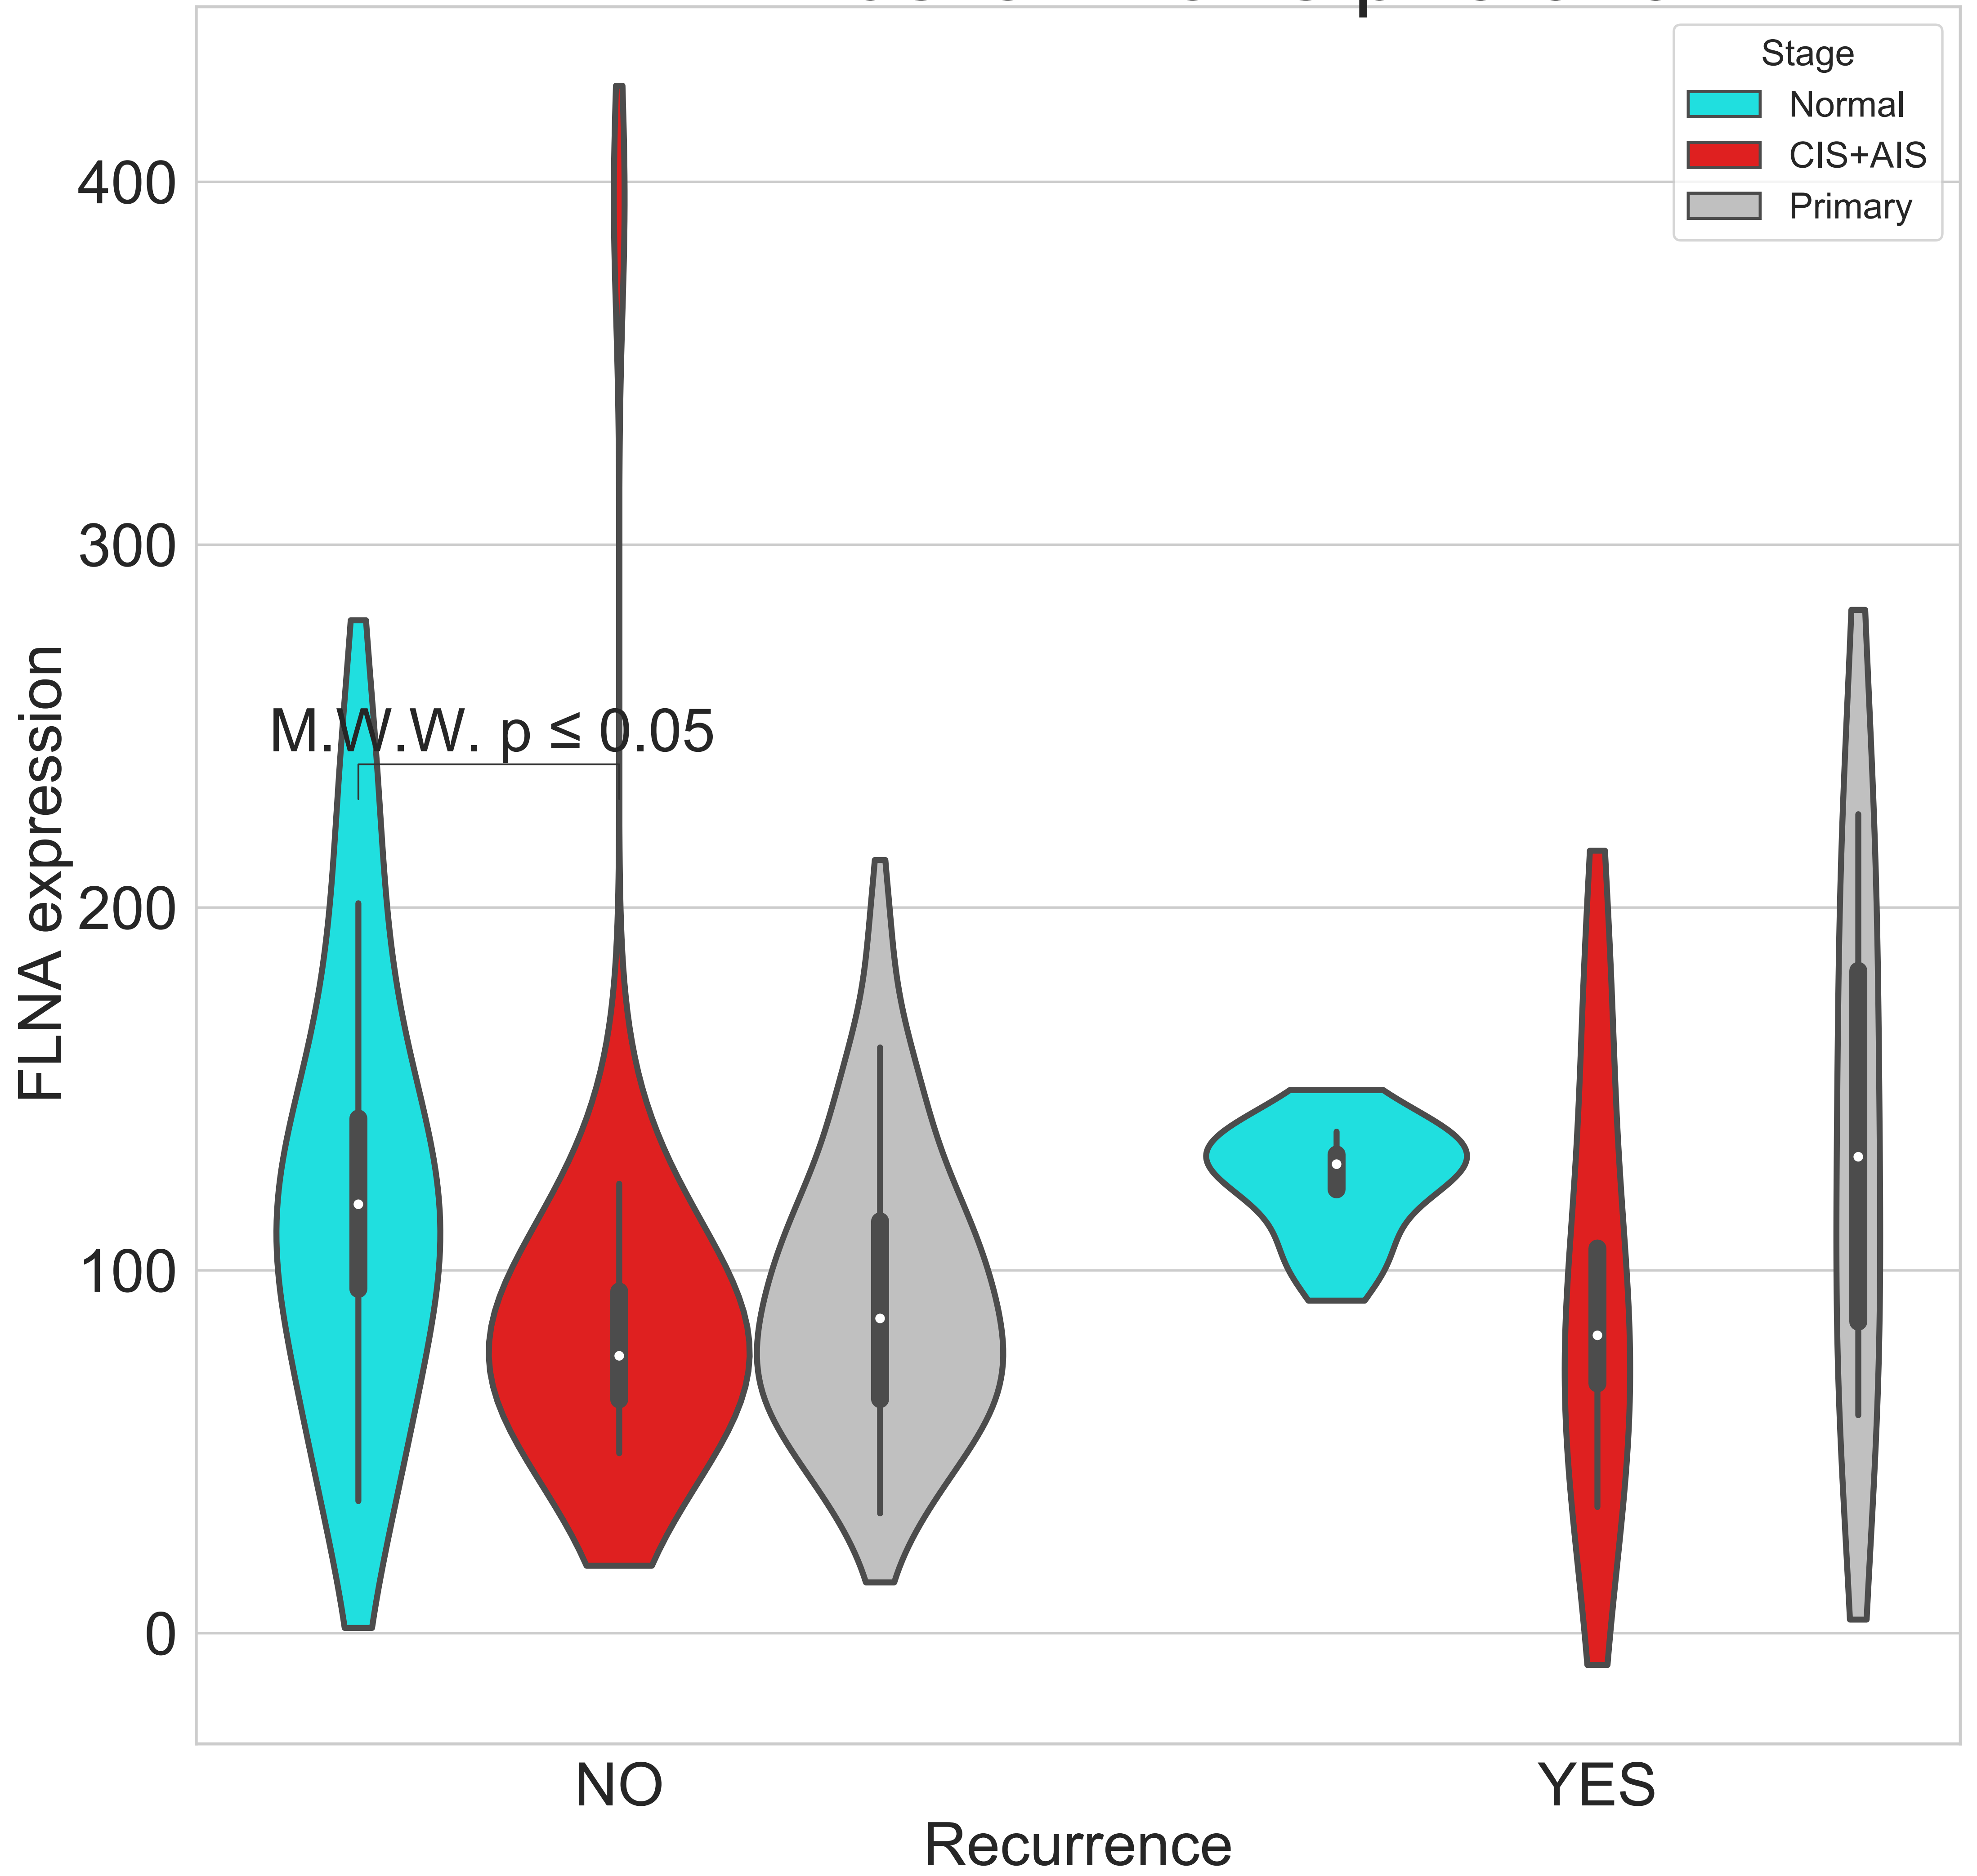 Stage
Normal
CIS+AIS
Primary
400
300
200
100
0
FLNA expression
M.W.W. p ≤ 0.05
NO
YES
Recurrence